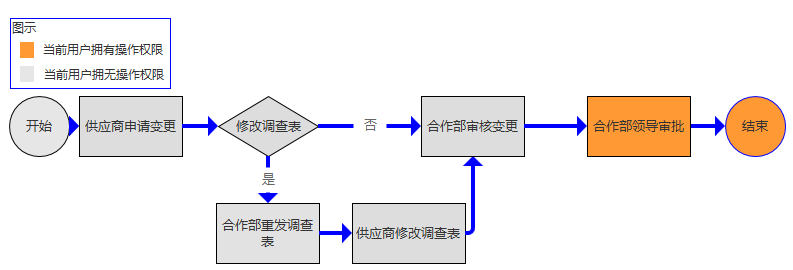 图示
当前用户拥有操作权限
当前用户拥无操作权限
开始
供应商申请变更
修改调查表
否
合作部审核变更
合作部领导审批
结束
是
合作部重发调查
表
供应商修改调查表